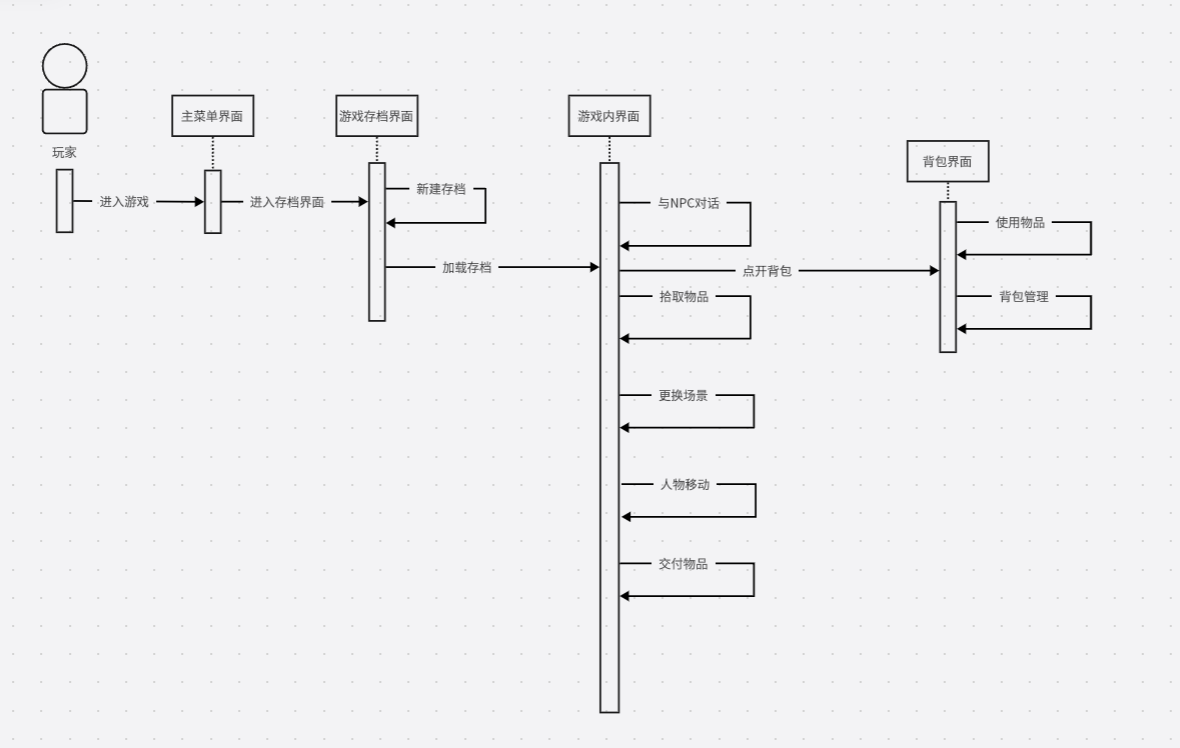 玩家
主菜单界面
游戏存档界面
游戏内界面
背包界面
进入游戏
进入存档界面
新建存档
加载存档
与NPC对话
点开背包
拾取物品
更换场景
人物移动
交付物品
使用物品
背包管理